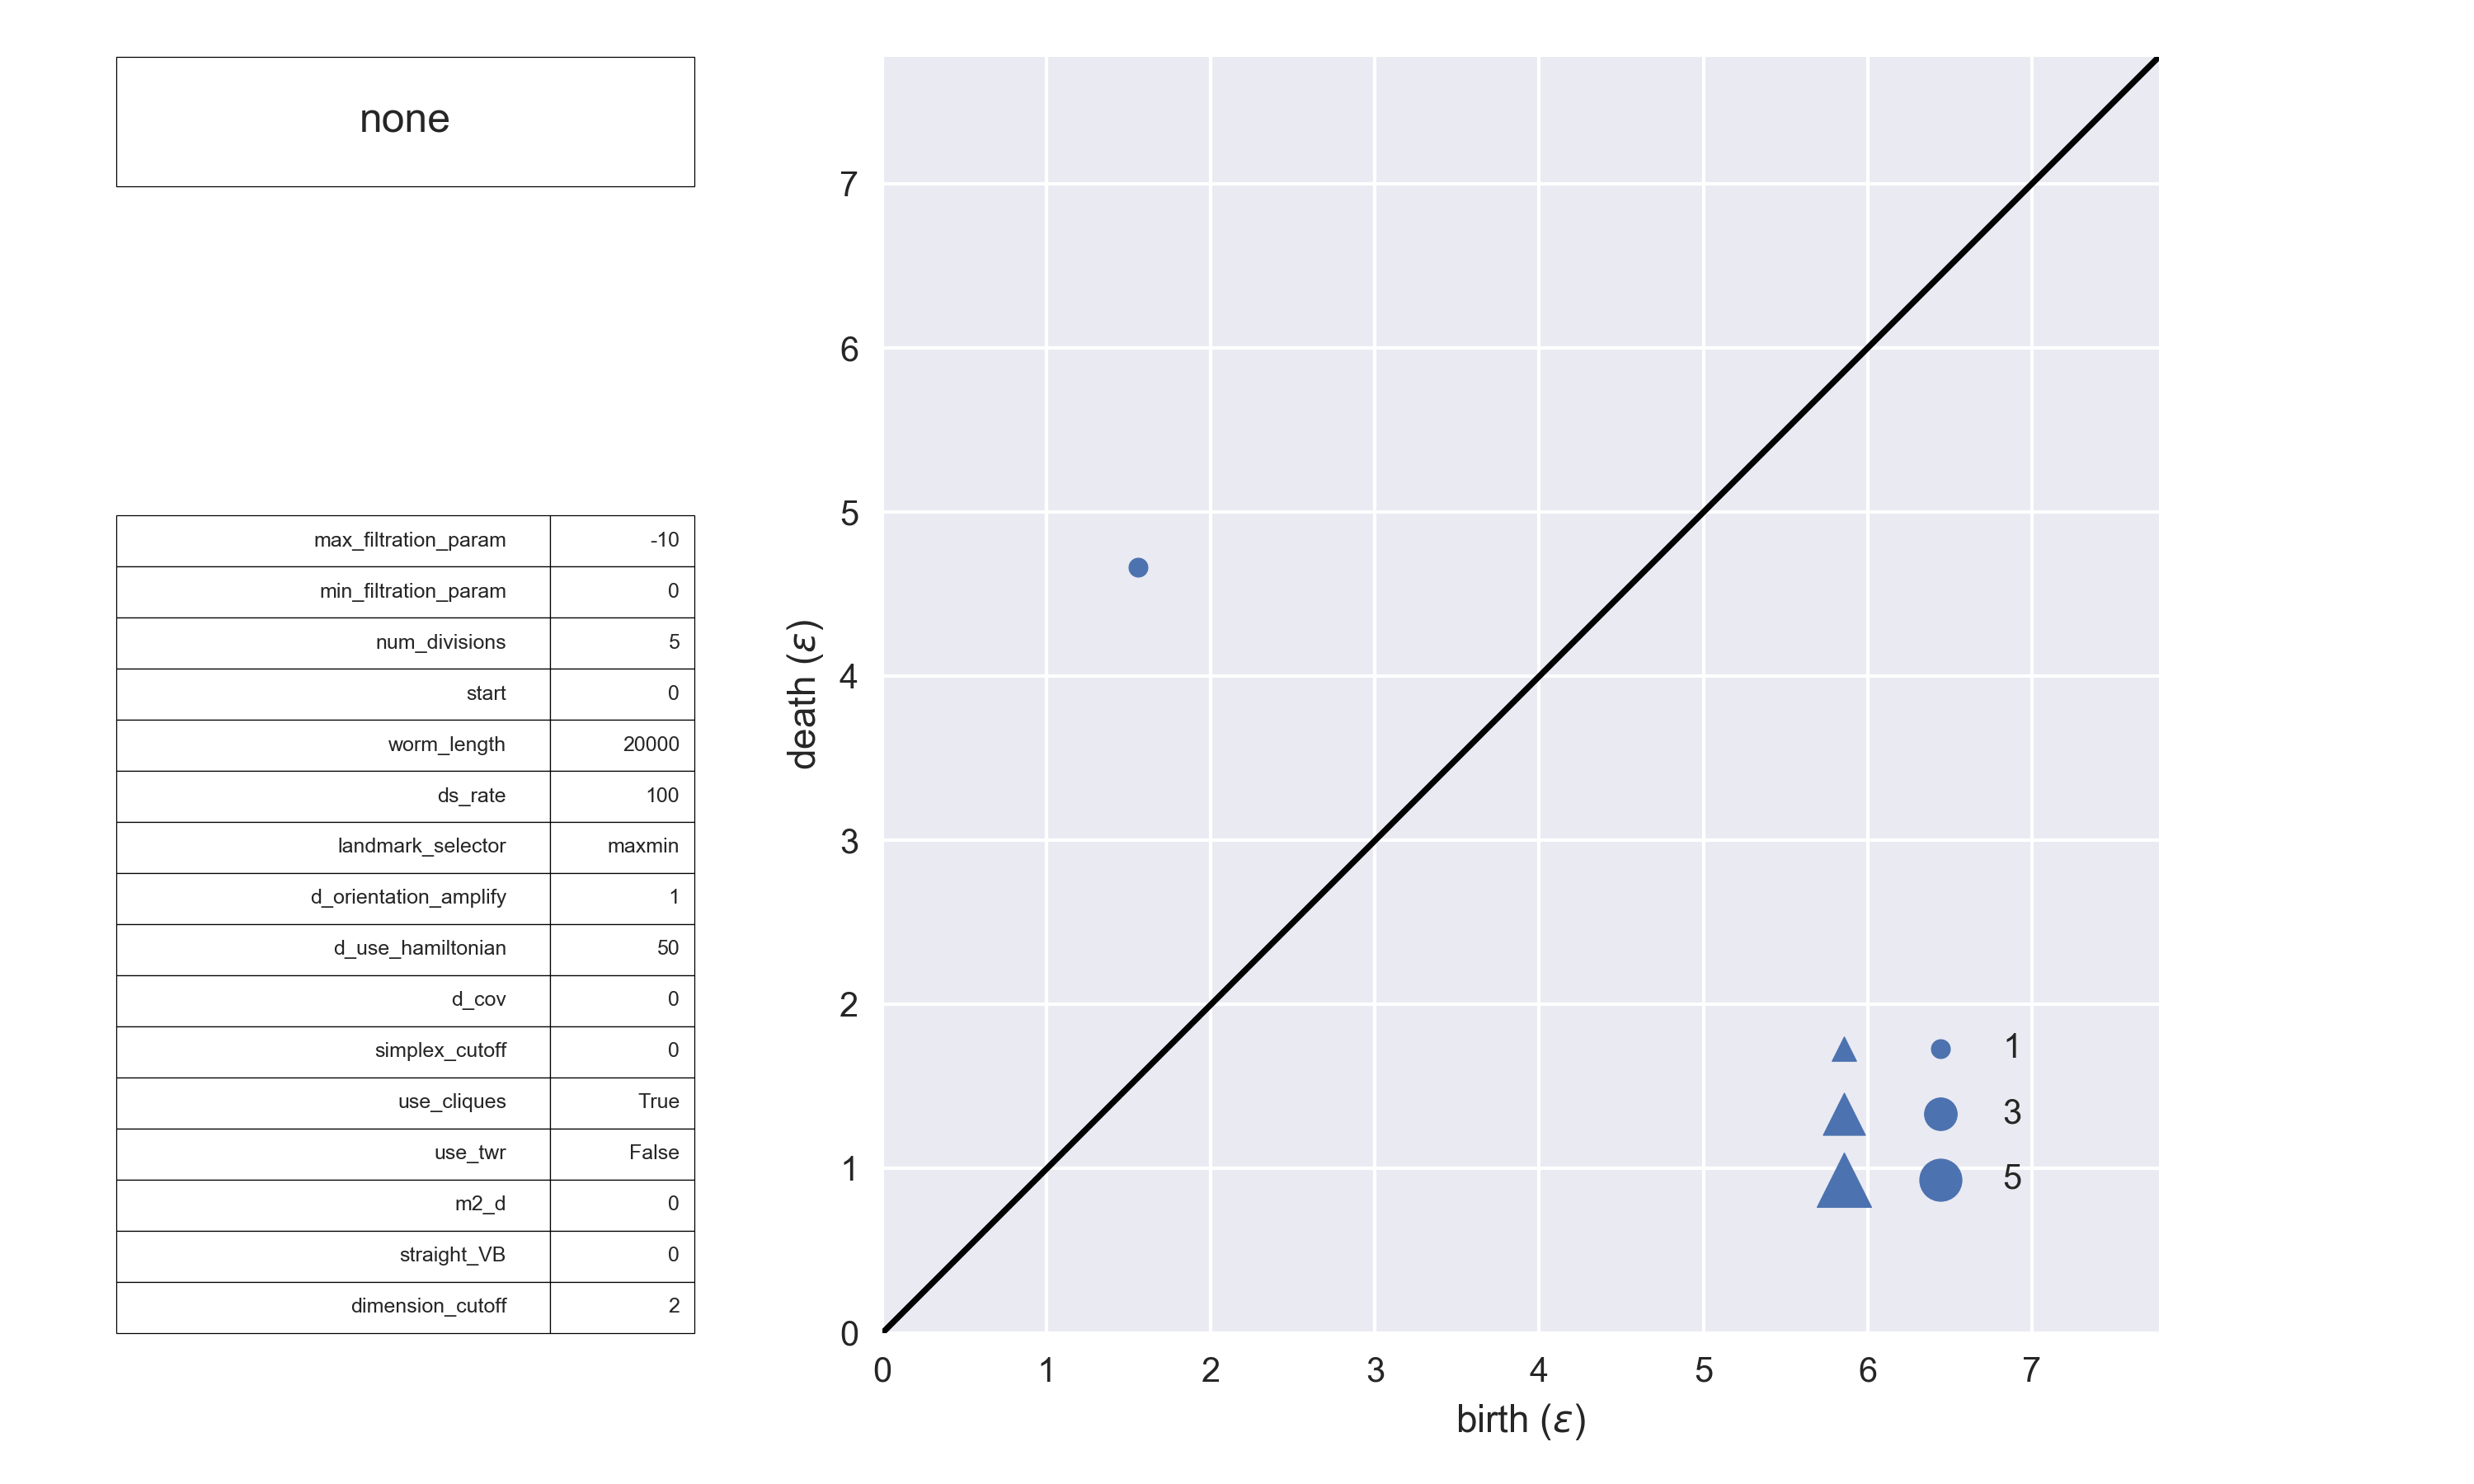 none
max_filtration_param -10
min_filtration_param 0
num_divisions 5
start 0
worm_length 20000
ds_rate 100
landmark_selector maxmin
d_orientation_amplify 1
d_use_hamiltonian 50
d_cov 0
simplex_cutoff 0
use_cliques True
use_twr False
m2_d 0
straight_VB 0
dimension_cutoff 2
death (ε)
7
6
5
4
3
2
1
0
1
3
5
0 1 2 3 4 5 6 7
birth (ε)